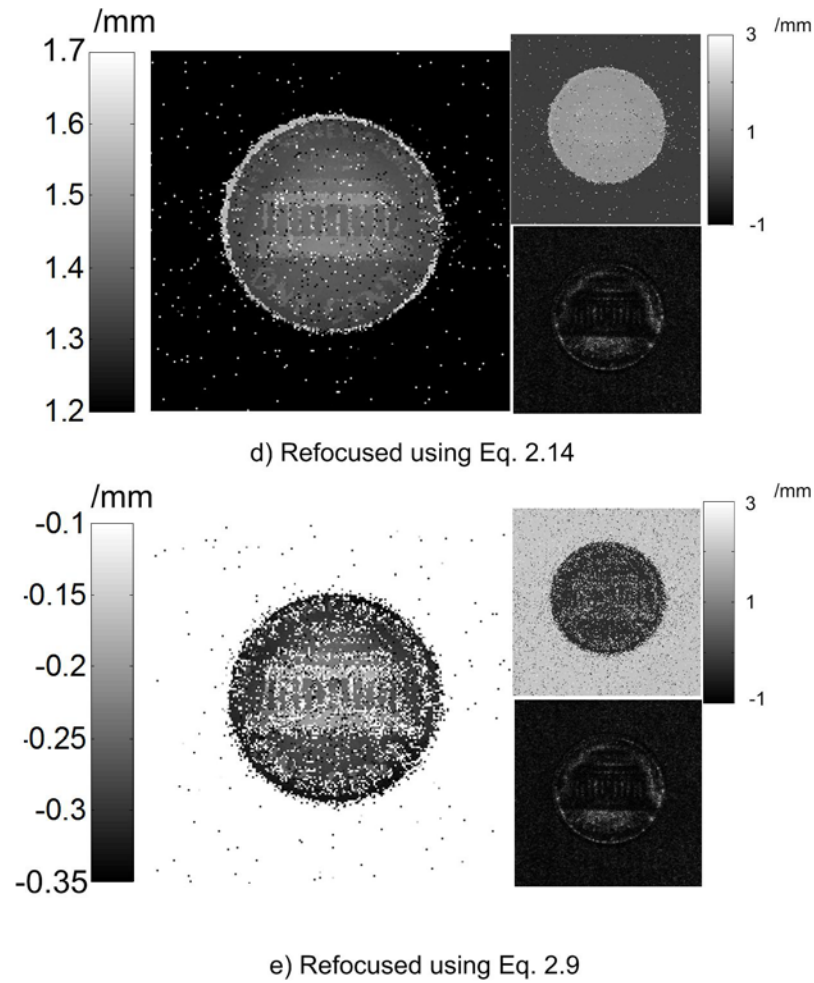 /mm
1.7
1.6
1.5
1.4
1.3
1.2
3 /mm
1
-1
d) Refocused using Eq. 2.14
/mm
-0.1
-0.15
-0.2
-0.25
-0.3
-0.35
3 /mm
1
-1
e) Refocused using Eq. 2.9